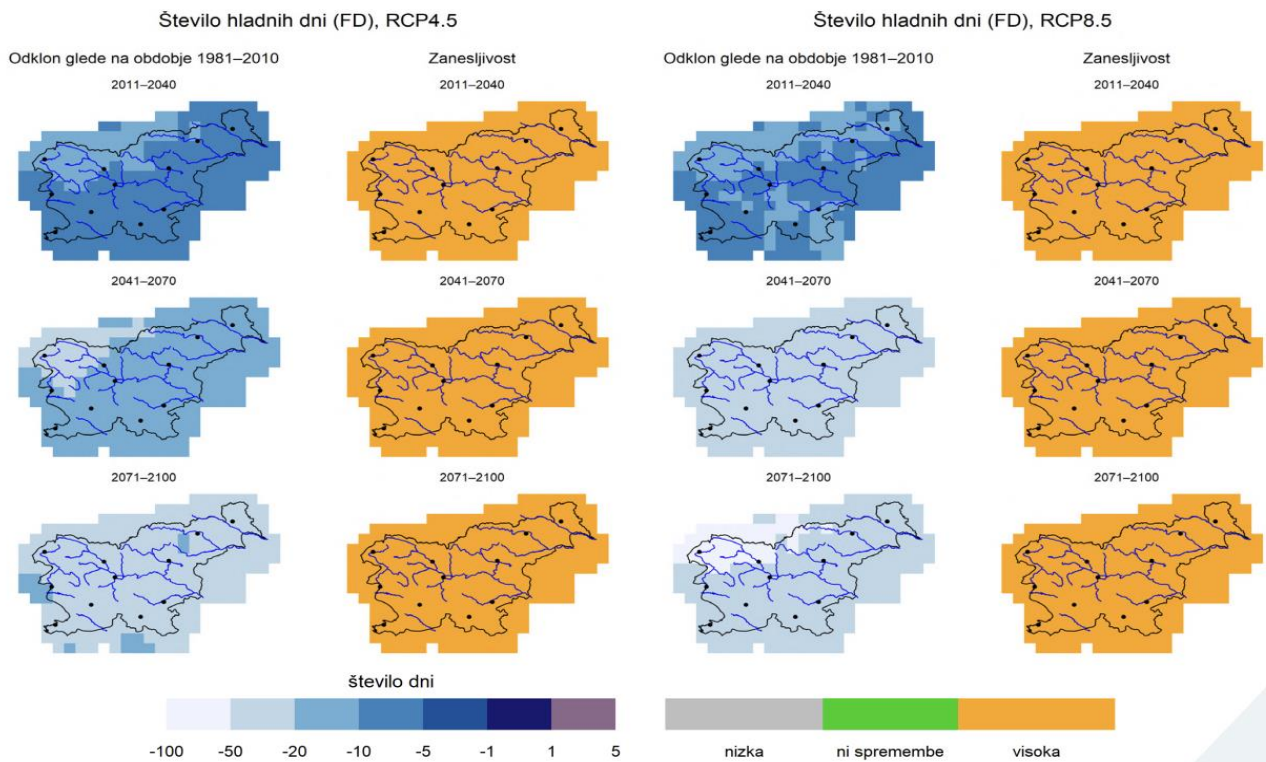 Število hladnih dni (FD), RCP4.5
Število hladnih dni (FD), RCP8.5
Odklon glede na obdobje 1981–2010
Zanesljivost
Odklon glede na obdobje 1981–2010
Zanesljivost
2011–2040
2011–2040
2011–2040
2011–2040
2041–2070
2041–2070
2041–2070
2041–2070
2071–2100
2071–2100
2071–2100
2071–2100
število dni
-100 -50 -20 -10 -5 -1 1 5
nizka ni spremembe visoka